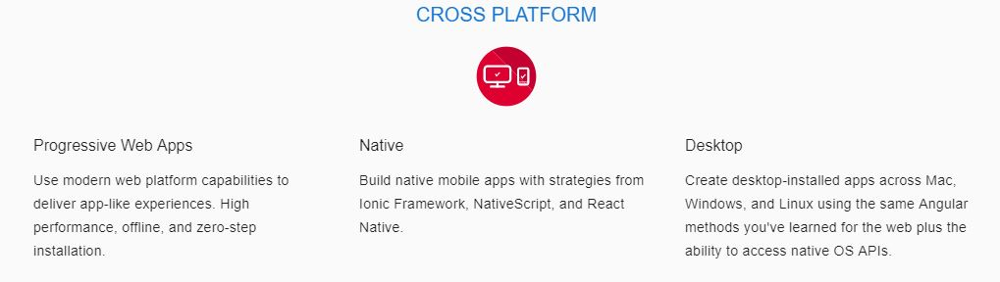 CROSS PLATFORM
Progressive Web Apps
Use modern web platform capabilities to
deliver app-like experiences. High
performance, offline, and zero-step
installation.
Native
Build native mobile apps with strategies from
Ionic Framework, NativeScript, and React
Native.
Desktop
Create desktop-installed apps across Mac,
Windows, and Linux using the same Angular
methods you've learned for the web plus the
ability to access native OS APIs.